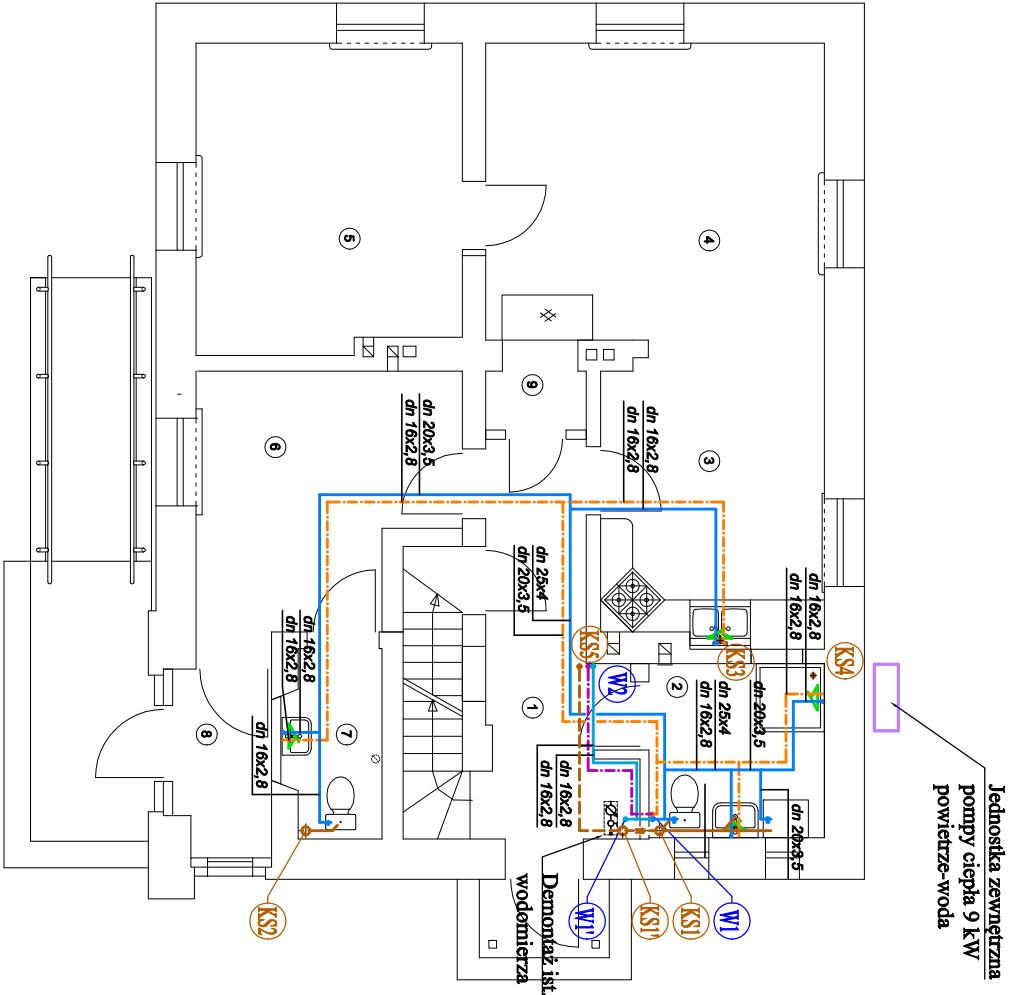 Jednostka zewnętrzna
pompy ciepła 9 kW
powietrze-woda
4
5
9
6
3
dn 20x3,5
dn 16x2,8
dn 16x2,8
dn 16x2,8
dn 25x4
dn 20x3,5
dn 16x2,8
dn 16x2,8
KS4
KS3
KS5
W2
2
1
dn 20x3,5
dn 25x4
dn 16x2,8
dn 16x2,8
dn 16x2,8
dn 16x2,8
dn 16x2,8
dn 16x2,8
dn 20x3,5
7
8
KS2
Demontaż ist.
wodomierza
W1'
KS1'
KS1
W1